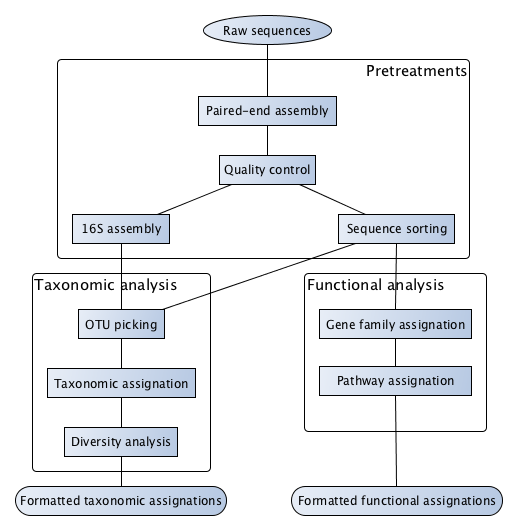 Raw sequences
Pretreatments
Paired-end assembly
Quality control
16S assembly
Sequence sorting
Taxonomic analysis
OTU picking
Taxonomic assignation
Diversity analysis
Formatted taxonomic assignations
Functional analysis
Gene family assignation
Pathway assignation
Formatted functional assignations